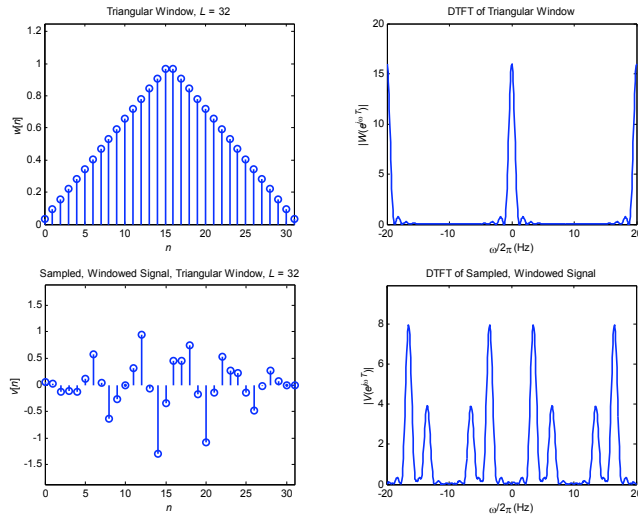 Triangular Window, L = 32
1.2
1
0.8
0.6
0.4
0.2
0
w[n]
0 5 10 15 20 25 30
n
DTFT of Triangular Window
20
15
10
5
0
|W(e^{jω T})|
-20 -10 0 10 20
ω/2π (Hz)
Sampled, Windowed Signal, Triangular Window, L = 32
1.5
1
0.5
0
-0.5
-1
-1.5
v[n]
0 5 10 15 20 25 30
n
DTFT of Sampled, Windowed Signal
8
6
4
2
0
|V(e^{jω T})|
-20 -10 0 10 20
ω/2π (Hz)